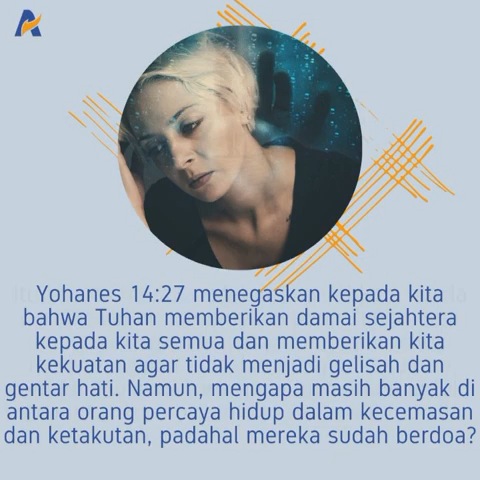 Yohanes 14:27 menegaskan kepada kita
bahwa Tuhan memberikan damai sejahtera
kepada kita semua dan memberikan kita
kekuatan agar tidak menjadi gelisah dan
gentar hati. Namun, mengapa masih banyak di
antara orang percaya hidup dalam kecemasan
dan ketakutan, padahal mereka sudah berdoa?